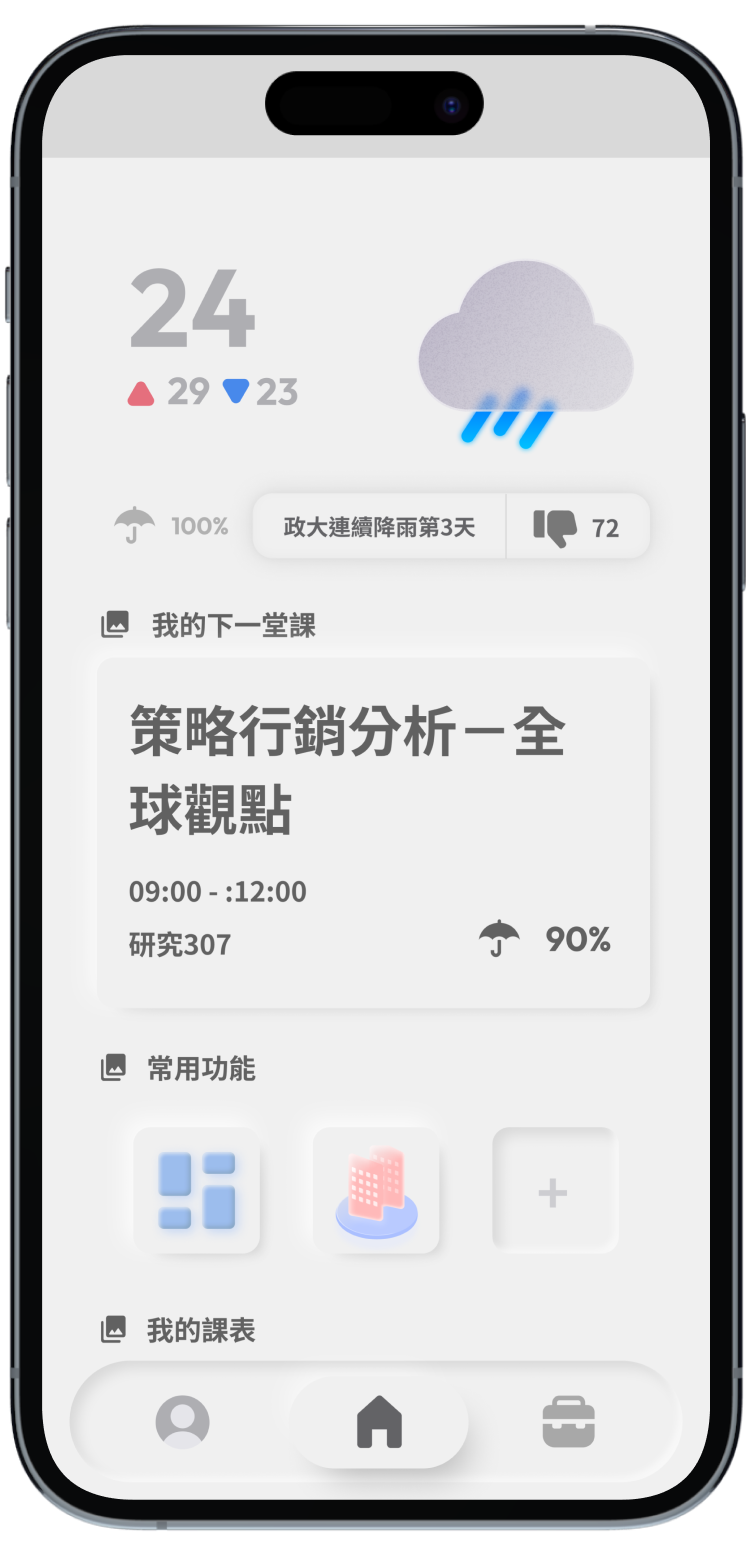 24
29 23
100% 政大連續降雨第3天 72
我的下一堂課
策略行銷分析－全
球觀點
09:00 - :12:00
研究307 90%
常用功能
+
我的課表